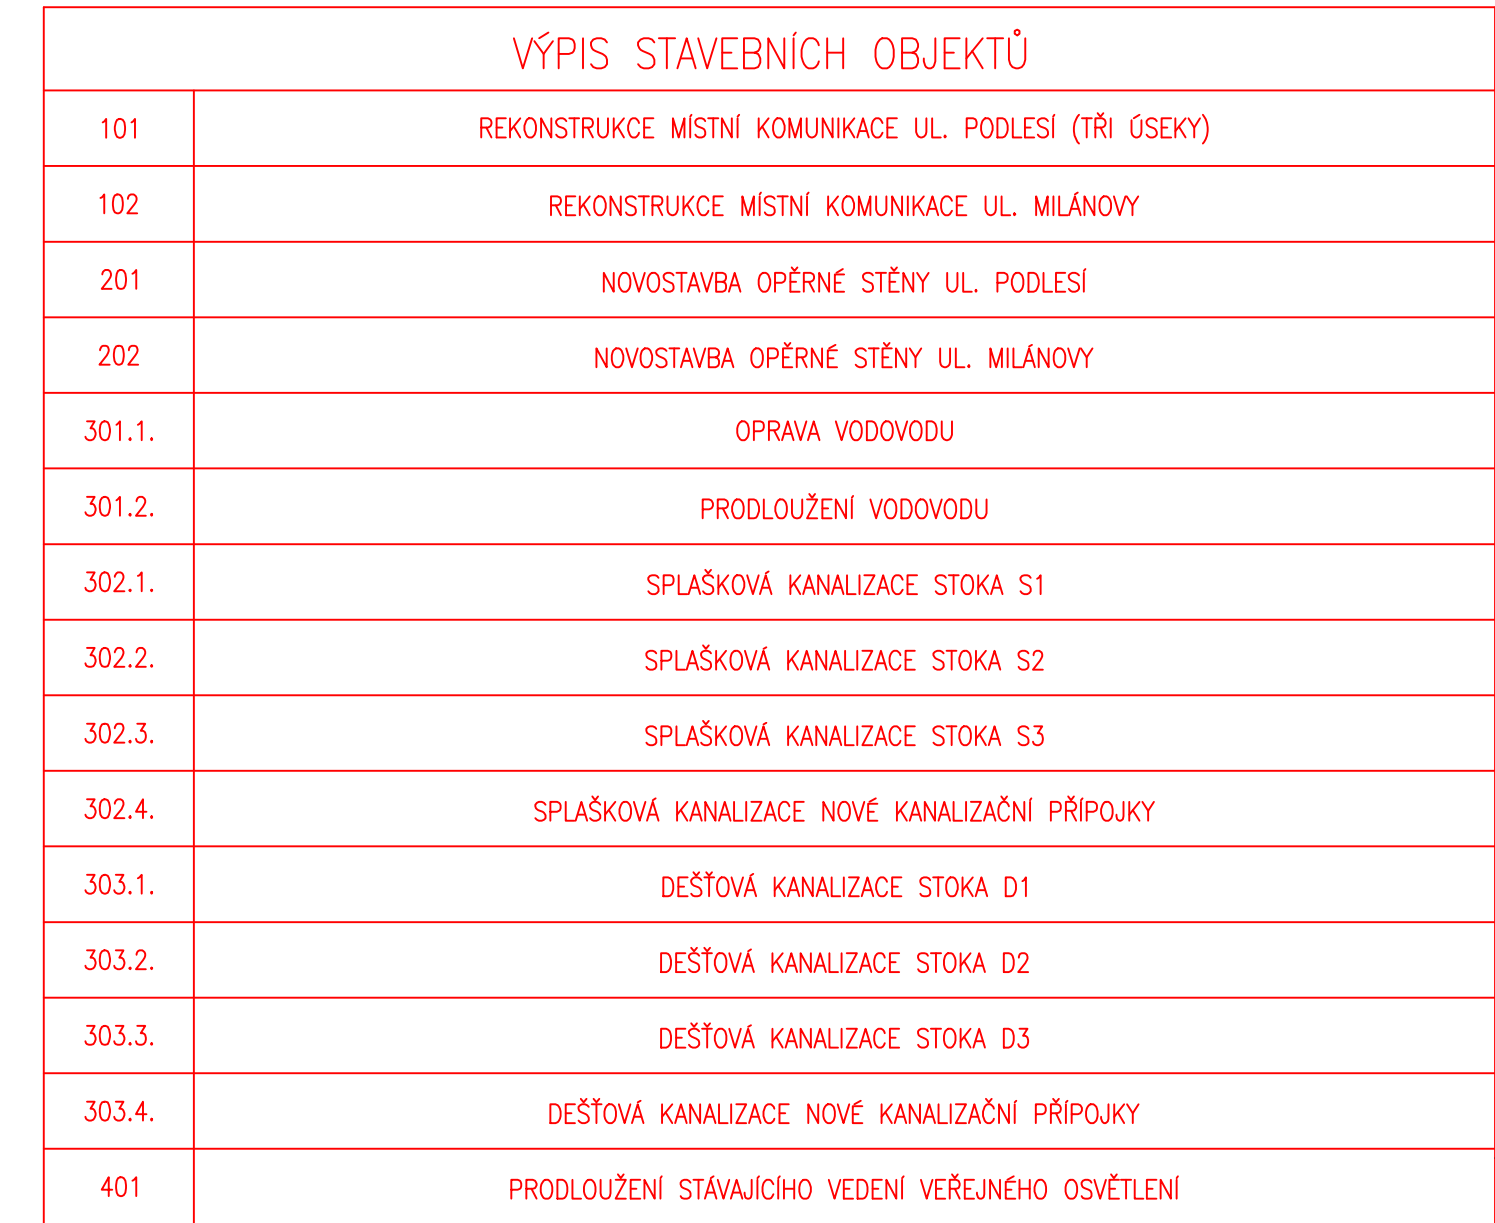 VÝPIS STAVEBNÍCH OBJEKTŮ
101 REKONSTRUKCE MÍSTNÍ KOMUNIKACE UL. PODLESÍ (TŘI ÚSEKY)
102 REKONSTRUKCE MÍSTNÍ KOMUNIKACE UL. MILÁNOVY
201 NOVOSTAVBA OPĚRNÉ STĚNY UL. PODLESÍ
202 NOVOSTAVBA OPĚRNÉ STĚNY UL. MILÁNOVY
301.1. OPRAVA VODOVODU
301.2. PRODLOUŽENÍ VODOVODU
302.1. SPLAŠKOVÁ KANALIZACE STOKA S1
302.2. SPLAŠKOVÁ KANALIZACE STOKA S2
302.3. SPLAŠKOVÁ KANALIZACE STOKA S3
302.4. SPLAŠKOVÁ KANALIZACE NOVÉ KANALIZAČNÍ PŘÍPOJKY
303.1. DEŠŤOVÁ KANALIZACE STOKA D1
303.2. DEŠŤOVÁ KANALIZACE STOKA D2
303.3. DEŠŤOVÁ KANALIZACE STOKA D3
303.4. DEŠŤOVÁ KANALIZACE NOVÉ KANALIZAČNÍ PŘÍPOJKY
401 PRODLOUŽENÍ STÁVAJÍCÍHO VEDENÍ VEŘEJNÉHO OSVĚTLENÍ